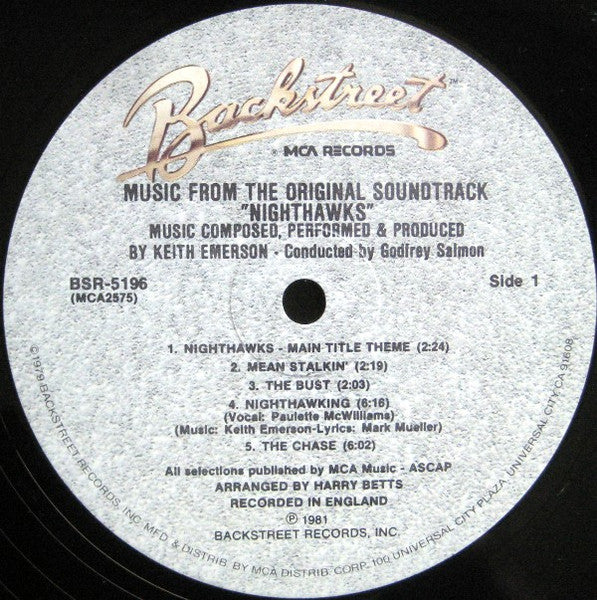 Backstreet™
MCA RECORDS
MUSIC FROM THE ORIGINAL SOUNDTRACK
"NIGHTHAWKS"
MUSIC COMPOSED, PERFORMED & PRODUCED
BY KEITH EMERSON - Conducted by Godfrey Salmon
BSR-5196
(MCA2575)
Side 1
1. NIGHTHAWKS - MAIN TITLE THEME (2:24)
2. MEAN STALKIN' (2:19)
3. THE BUST (2:03)
4. NIGHTHAWKING (6:16)
(Vocal: Paulette McWilliams)
(Music: Keith Emerson-Lyrics: Mark Mueller)
5. THE CHASE (6:02)
All selections published by MCA Music - ASCAP
ARRANGED BY HARRY BETTS
RECORDED IN ENGLAND
℗ 1981
BACKSTREET RECORDS, INC.
©1979 BACKSTREET RECORDS, INC. MFD. & DISTRIB. BY MCA DISTRIB. CORP. 100 UNIVERSAL CITY PLAZA, UNIVERSAL CITY, CA. 91608